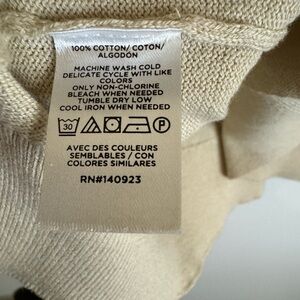 100% COTTON/ COTON/
ALGODÓN
MACHINE WASH COLD
DELICATE CYCLE WITH LIKE
COLORS
ONLY NON-CHLORINE
BLEACH WHEN NEEDED
TUMBLE DRY LOW
COOL IRON WHEN NEEDED
30
AVEC DES COULEURS
SEMBLABLES / CON
COLORES SIMILARES
RN#140923